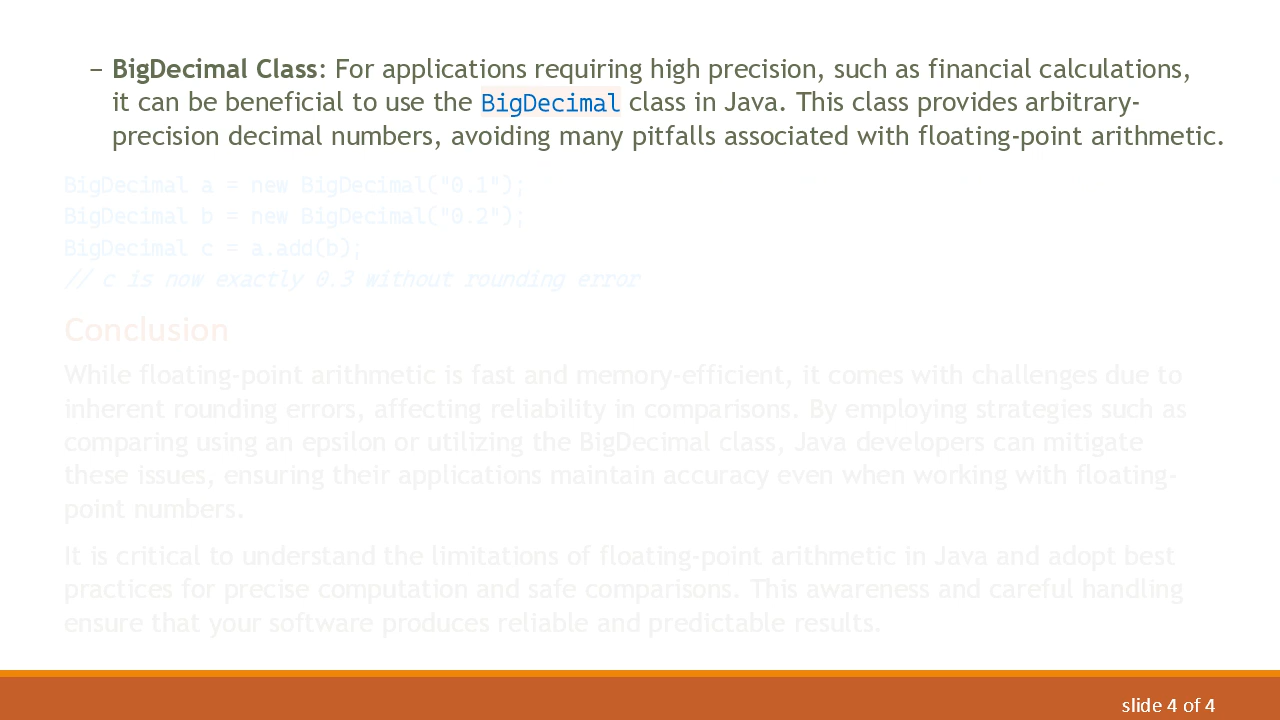 – BigDecimal Class: For applications requiring high precision, such as financial calculations,
it can be beneficial to use the BigDecimal class in Java. This class provides arbitrary-
precision decimal numbers, avoiding many pitfalls associated with floating-point arithmetic.
BigDecimal a = new BigDecimal("0.1");
BigDecimal b = new BigDecimal("0.2");
BigDecimal c = a.add(b);
// c is now exactly 0.3 without rounding error
Conclusion
While floating-point arithmetic is fast and memory-efficient, it comes with challenges due to
inherent rounding errors, affecting reliability in comparisons. By employing strategies such as
comparing using an epsilon or utilizing the BigDecimal class, Java developers can mitigate
these issues, ensuring their applications maintain accuracy even when working with floating-
point numbers.
It is critical to understand the limitations of floating-point arithmetic in Java and adopt best
practices for precise computation and safe comparisons. This awareness and careful handling
ensure that your software produces reliable and predictable results.
slide 4 of 4